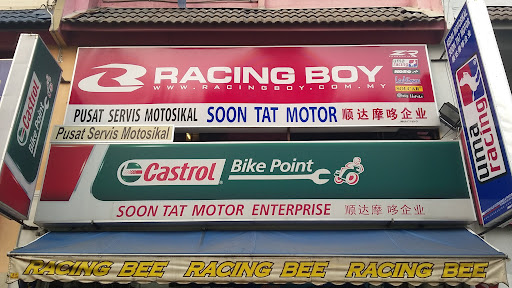 RACING BOY
WWW.RACINGBOY.COM.MY
PUSAT SERVIS MOTOSIKAL SOON TAT MOTOR 顺达摩哆企业
Pusat Servis Motosikal
Castrol Bike Point
SOON TAT MOTOR ENTERPRISE 顺达摩哆企业
RACING BEE RACING BEE RACING BEE
Castrol
Bike Point
uma
racing